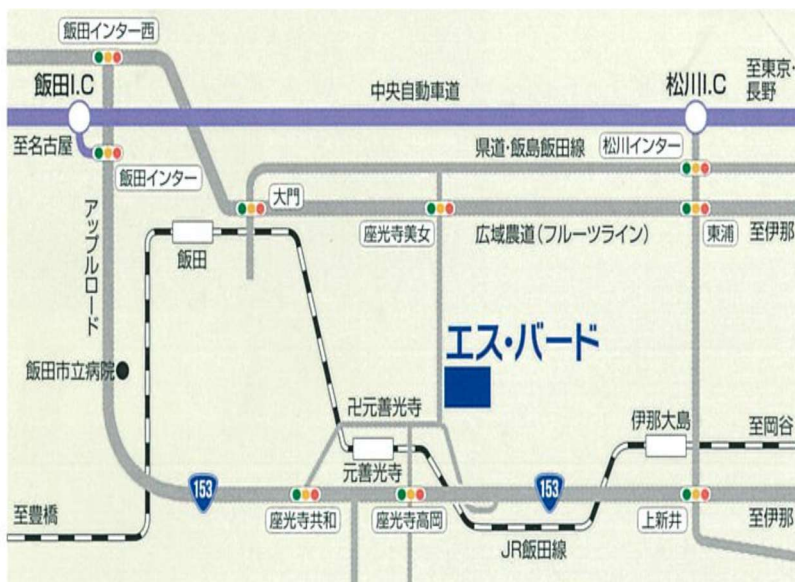 飯田インター西
飯田I.C
中央自動車道
松川I.C
至東京・
長野
至名古屋
飯田インター
県道・飯島飯田線
松川インター
大門
アップルロード
飯田
座光寺美女
広域農道(フルーツライン)
東浦
至伊那
エス・バード
飯田市立病院
卍元善光寺
伊那大島
至岡谷
元善光寺
153
153
至豊橋
座光寺共和
座光寺高岡
上新井
至伊那
JR飯田線